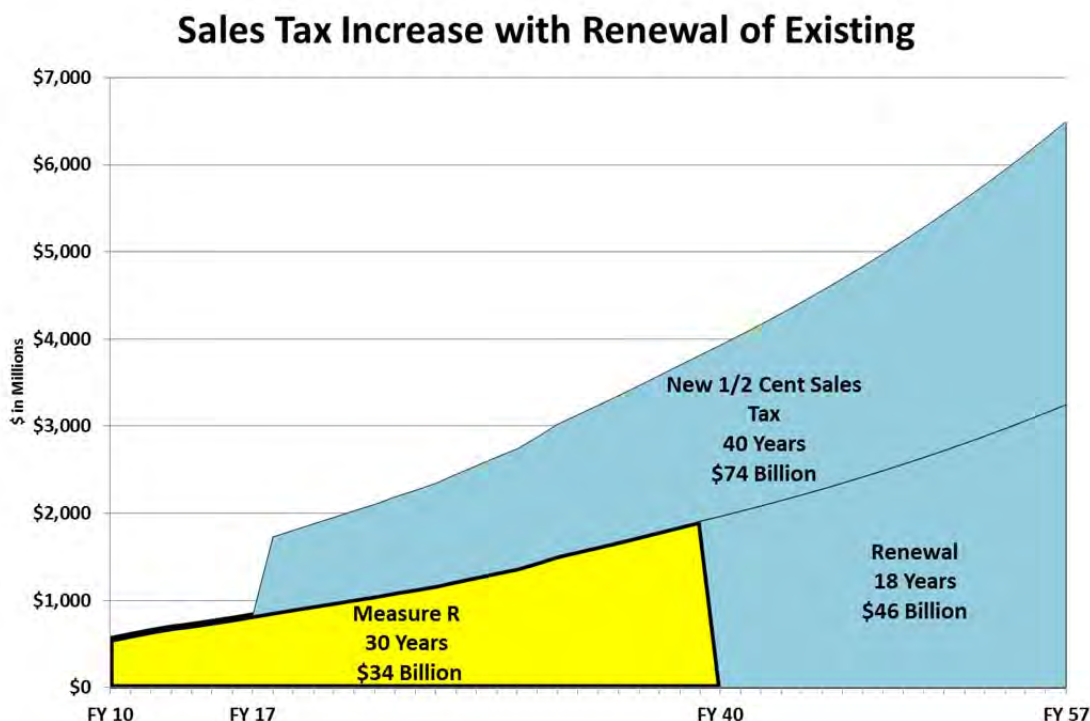 Sales Tax Increase with Renewal of Existing
$7,000
$6,000
$5,000
$4,000
$3,000
$2,000
$1,000
$0
$ in Millions
New 1/2 Cent Sales
Tax
40 Years
$74 Billion
Renewal
18 Years
$46 Billion
Measure R
30 Years
$34 Billion
FY 10
FY 17
FY 40
FY 57